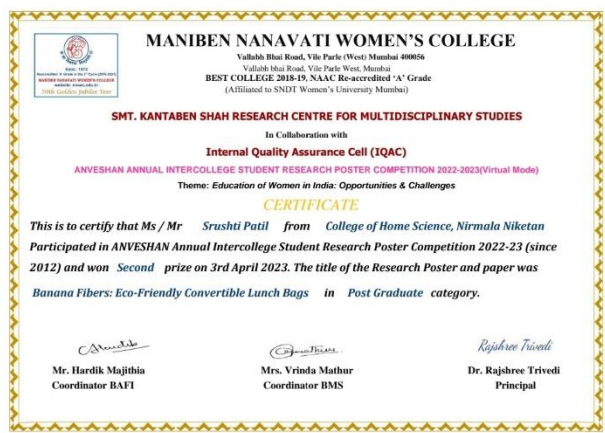 MANIBEN NANAVATI WOMEN'S COLLEGE
Vallabh Bhai Road, Vile Parle (West) Mumbai 400056
Vallabh bhai Road, Vile Parle West, Mumbai
BEST COLLEGE 2018-19, NAAC Re-accredited 'A' Grade
(Affiliated to SNDT Women's University Mumbai)
MANIBEN NANAVATI WOMEN'S COLLEGE
Golden Jubilee Year
SMT. KANTABEN SHAH RESEARCH CENTRE FOR MULTIDISCIPLINARY STUDIES
In Collaboration with
Internal Quality Assurance Cell (IQAC)
ANVESHAN ANNUAL INTERCOLLEGE STUDENT RESEARCH POSTER COMPETITION 2022-2023(Virtual Mode)
Theme: Education of Women in India: Opportunities & Challenges
CERTIFICATE
This is to certify that Ms / Mr Srushti Patil from College of Home Science, Nirmala Niketan
Participated in ANVESHAN Annual Intercollege Student Research Poster Competition 2022-23 (since
2012) and won Second prize on 3rd April 2023. The title of the Research Poster and paper was
Banana Fibers: Eco-Friendly Convertible Lunch Bags in Post Graduate category.
Rajshree Trivedi
Mr. Hardik Majithia Mrs. Vrinda Mathur Dr. Rajshree Trivedi
Coordinator BAFI Coordinator BMS Principal